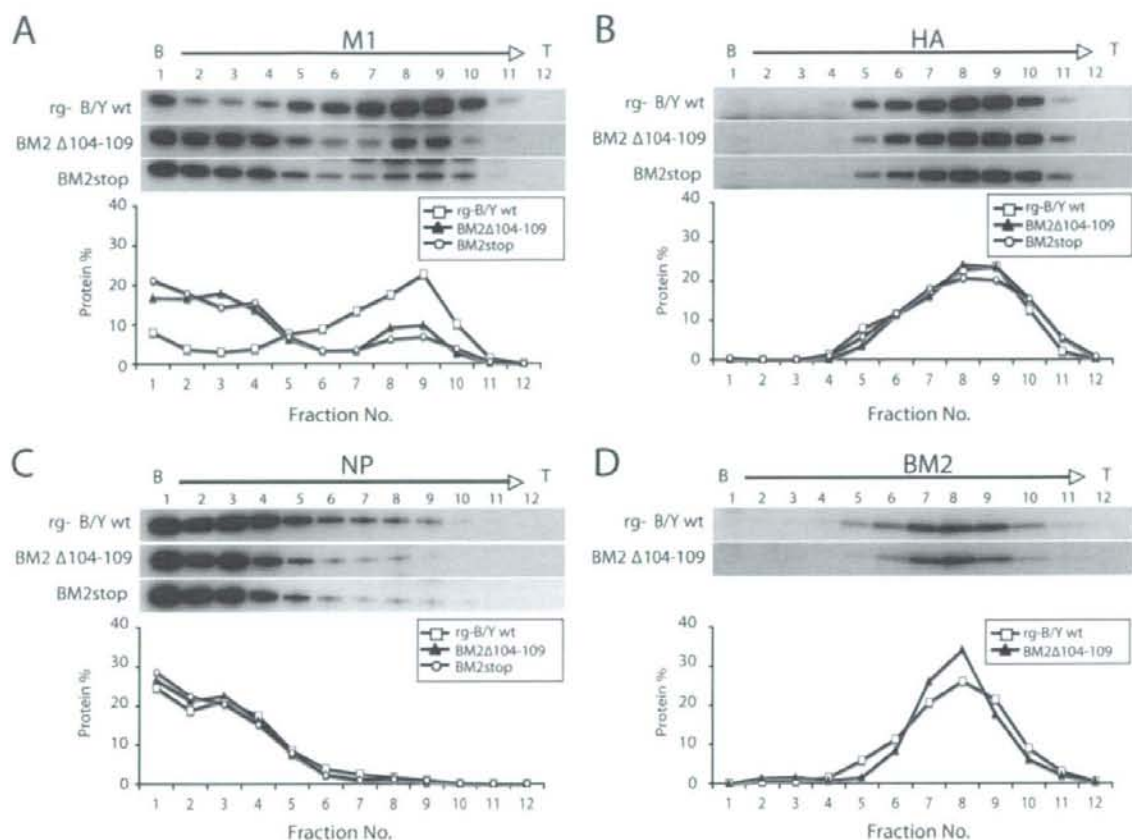 A
M1
B T
1 2 3 4 5 6 7 8 9 10 11 12
rg- B/Y wt
BM2 Δ104-109
BM2stop
rg-B/Y wt
BM2Δ104-109
BM2stop
Protein %
40
30
20
10
0
1 2 3 4 5 6 7 8 9 10 11 12
Fraction No.
B
HA
B T
1 2 3 4 5 6 7 8 9 10 11 12
rg- B/Y wt
BM2 Δ104-109
BM2stop
rg-B/Y wt
BM2Δ104-109
BM2stop
Protein %
40
30
20
10
0
1 2 3 4 5 6 7 8 9 10 11 12
Fraction No.
C
NP
B T
1 2 3 4 5 6 7 8 9 10 11 12
rg- B/Y wt
BM2 Δ104-109
BM2stop
rg-B/Y wt
BM2Δ104-109
BM2stop
Protein %
40
30
20
10
0
1 2 3 4 5 6 7 8 9 10 11 12
Fraction No.
D
BM2
B T
1 2 3 4 5 6 7 8 9 10 11 12
rg- B/Y wt
BM2 Δ104-109
rg-B/Y wt
BM2Δ104-109
Protein %
40
30
20
10
0
1 2 3 4 5 6 7 8 9 10 11 12
Fraction No.